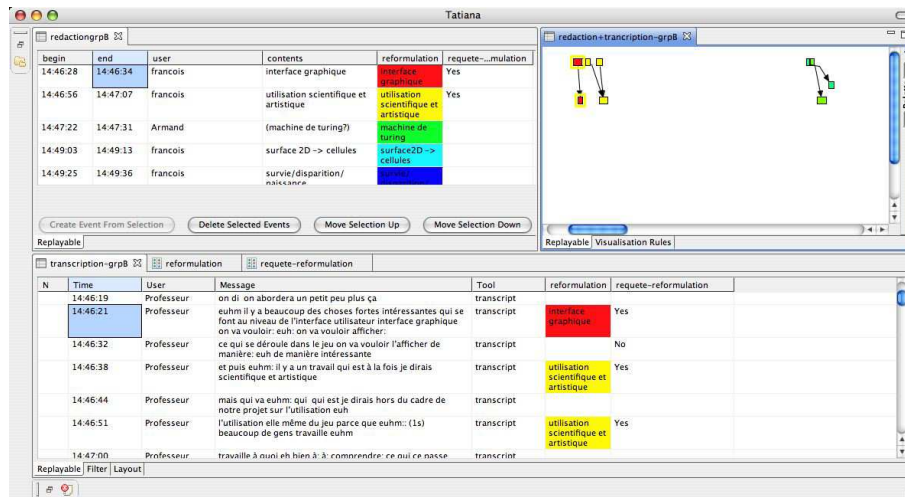 Tatiana
redactiongrpB
begin end user contents reformulation requete-...mulation
14:46:28 14:46:34 francois interface graphique interface graphique Yes
14:46:56 14:47:07 francois utilisation scientifique et artistique utilisation scientifique et artistique Yes
14:47:22 14:47:31 Armand (machine de turing?) machine de turing
14:49:03 14:49:13 francois surface 2D -> cellules surface2D -> cellules
14:49:25 14:49:36 francois survie/disparition/ naissance
Create Event From Selection Delete Selected Events Move Selection Up Move Selection Down
Replayable
redaction+trancription-grpB
Replayable Visualisation Rules
transcription-grpB reformulation requete-reformulation
N Time User Message Tool reformulation requete-reformulation
14:46:19 Professeur on di on abordera un petit peu plus ça transcript
14:46:21 Professeur euhm il y a beaucoup des choses fortes intéressantes qui se transcript interface Yes
font au niveau de l'interface utilisateur interface graphique graphique
on va vouloir: euh: on va vouloir afficher:
14:46:32 Professeur ce qui se déroule dans le jeu on va vouloir l'afficher de transcript No
manière: euh de manière intéressante
14:46:38 Professeur et puis euhm: il y a un travail qui est à la fois je dirais transcript utilisation Yes
scientifique et artistique scientifique et
artistique
14:46:44 Professeur mais qui va euhm: qui qui est je dirais hors du cadre de transcript
notre projet sur l'utilisation euh
14:46:51 Professeur l'utilisation elle même du jeu parce que euhm:: (1s) transcript utilisation Yes
beaucoup de gens travaille euhm scientifique et
artistique
14:47:00 Professeur travaille à quoi eh bien à: à: comprendre: ce qui ce passe transcript
Replayable Filter Layout